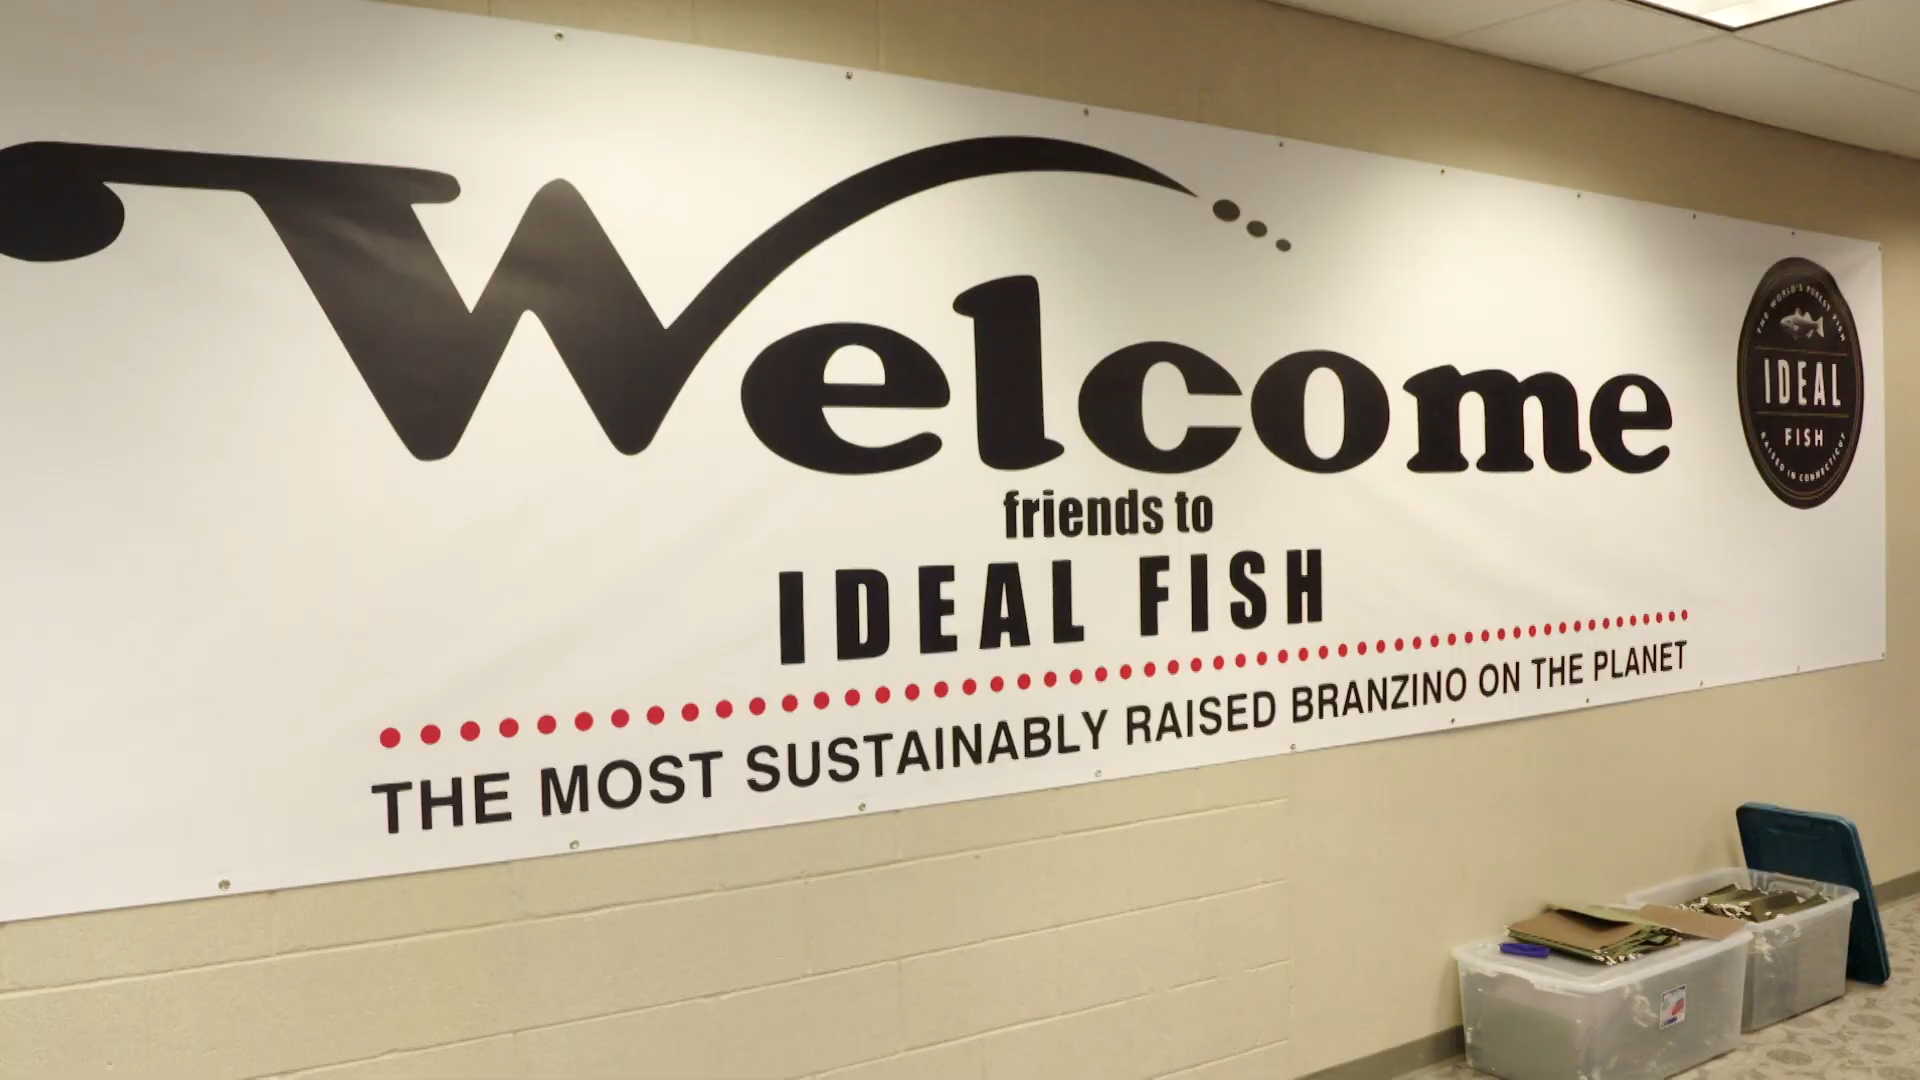 Welcome
friends to
IDEAL FISH
THE MOST SUSTAINABLY RAISED BRANZINO ON THE PLANET
THE WORLD'S PUREST FISH
IDEAL
FISH
RAISED IN CONNECTICUT